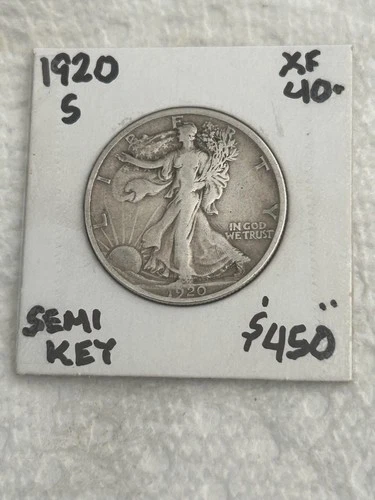 1920
S
XF
40
LIBERTY
IN GOD
WE TRUST
1920
SEMI
KEY
$450